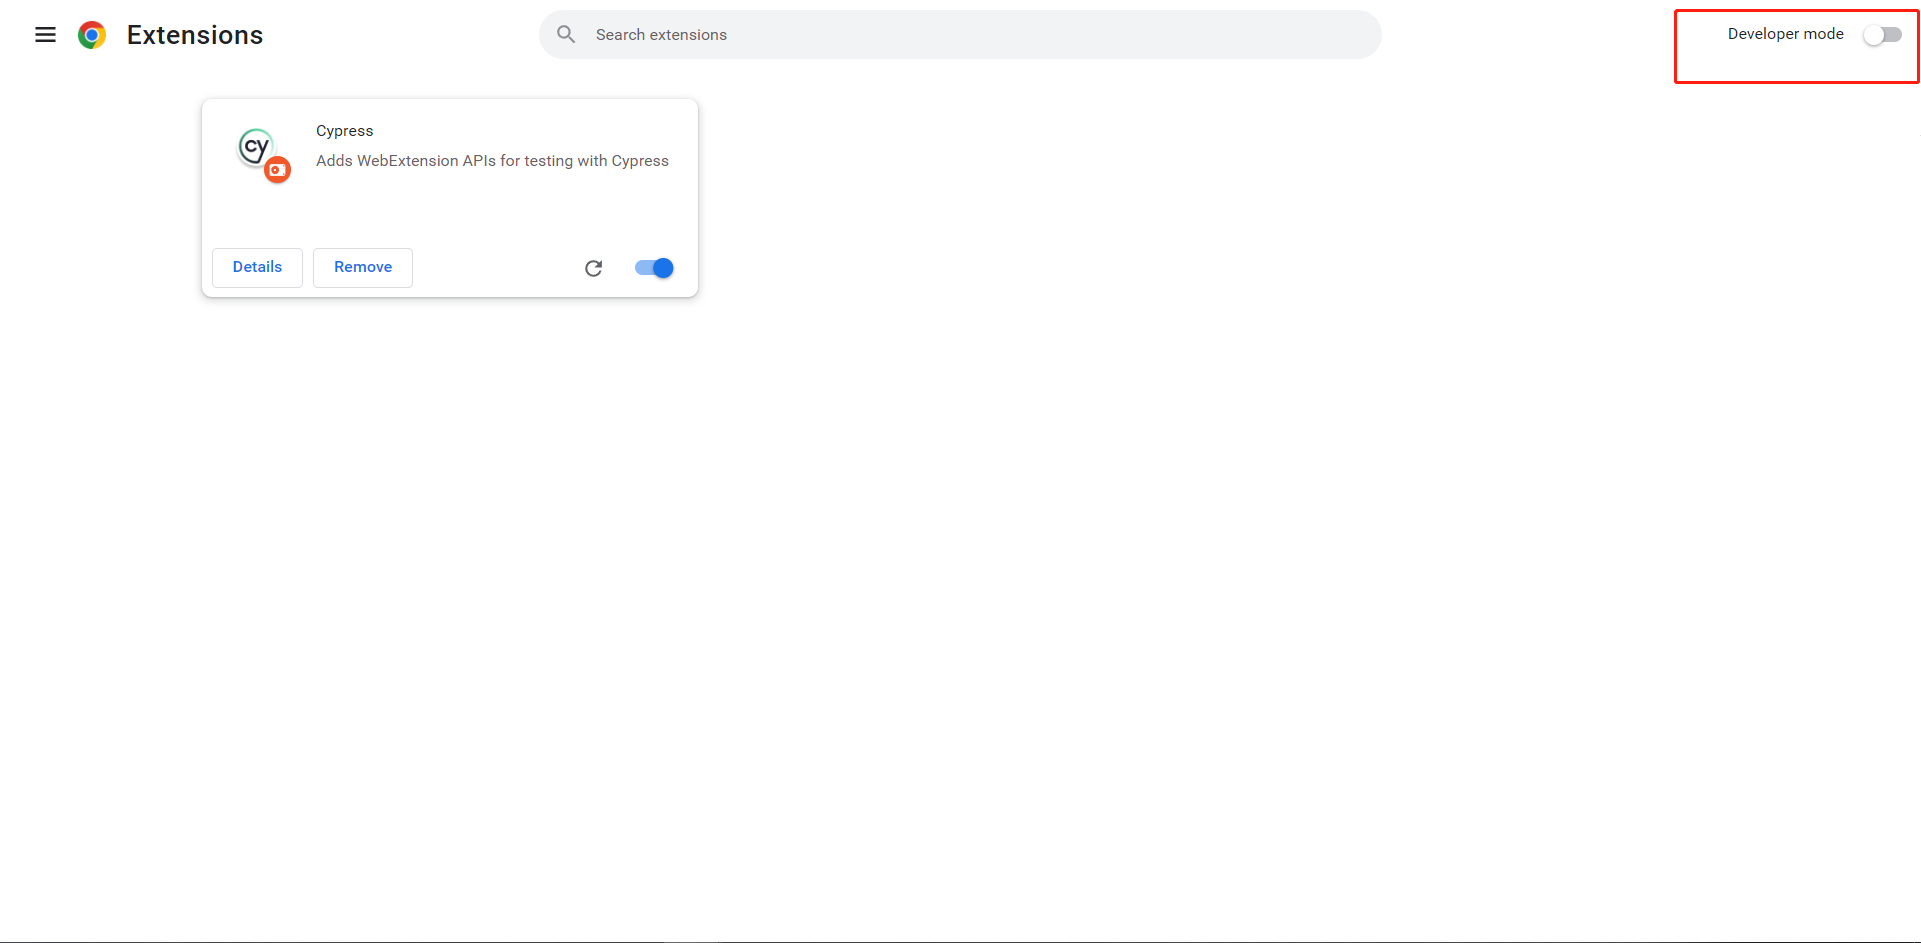 Extensions
Search extensions
Developer mode
cy
Cypress
Adds WebExtension APIs for testing with Cypress
Details
Remove